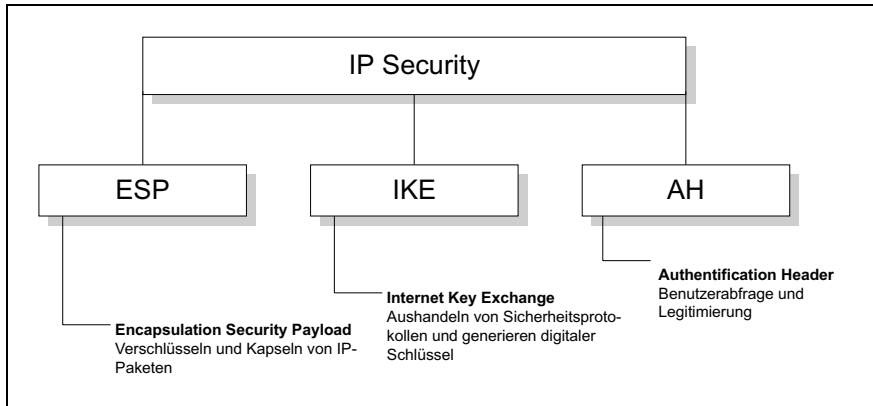 IP Security
ESP
IKE
AH
Encapsulation Security Payload
Verschlüsseln und Kapseln von IP-
Paketen
Internet Key Exchange
Aushandeln von Sicherheitsproto-
kollen und generieren digitaler
Schlüssel
Authentification Header
Benutzerabfrage und
Legitimierung